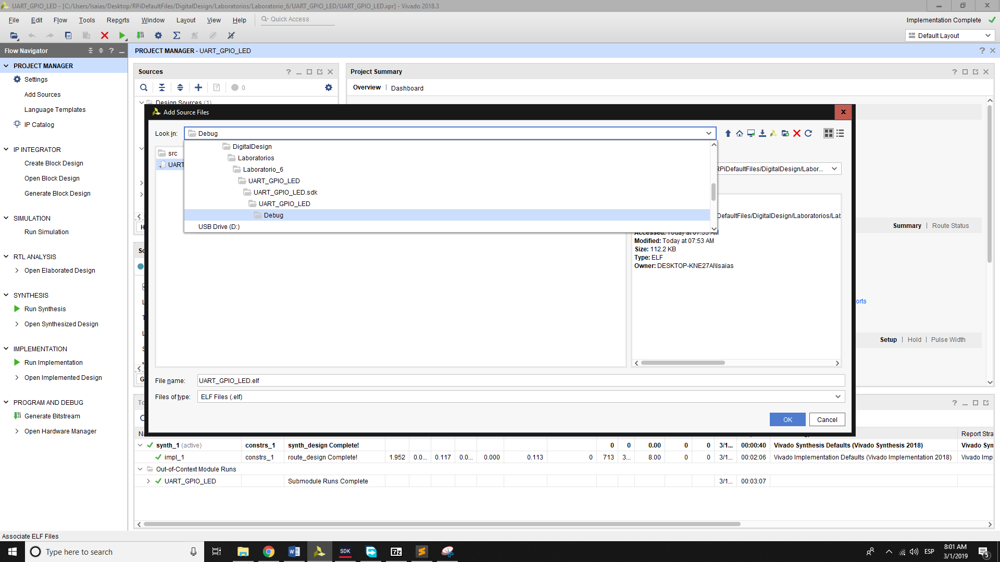 UART_GPIO_LED - [C:/Users/Isaias/Desktop/RPiDefaultFiles/DigitalDesign/Laboratorios/Laboratorio_6/UART_GPIO_LED/UART_GPIO_LED.xpr] - Vivado 2018.3
File Edit Flow Tools Reports Window Layout View Help Quick Access
Implementation Complete
Default Layout
Flow Navigator
PROJECT MANAGER - UART_GPIO_LED
PROJECT MANAGER
Settings
Add Sources
Language Templates
IP Catalog
IP INTEGRATOR
Create Block Design
Open Block Design
Generate Block Design
SIMULATION
Run Simulation
RTL ANALYSIS
Open Elaborated Design
SYNTHESIS
Run Synthesis
Open Synthesized Design
IMPLEMENTATION
Run Implementation
Open Implemented Design
PROGRAM AND DEBUG
Generate Bitstream
Open Hardware Manager
Sources
0
Design Sources (1)
Project Summary
Overview | Dashboard
Summary | Route Status
orts
Setup | Hold | Pulse Width
Add Source Files
Look in: Debug
src
UART
DigitalDesign
Laboratorios
Laboratorio_6
UART_GPIO_LED
UART_GPIO_LED.sdk
UART_GPIO_LED
Debug
USB Drive (D:)
RPiDefaultFiles/DigitalDesign/Labor...
DefaultFiles/DigitalDesign/Laboratorios/Lab
Accessed: Today at 07:53 AM
Modified: Today at 07:53 AM
Size: 112.2 KB
Type: ELF
Owner: DESKTOP-KNE27AI\Isaias
File name: UART_GPIO_LED.elf
Files of type: ELF Files (.elf)
OK Cancel
Report Stra
synth_1 (active) constrs_1 synth_design Complete! 0 0 0.00 0 0 3/1... 00:00:40 Vivado Synthesis Defaults (Vivado Synthesis 2018) Vivado Syn
impl_1 constrs_1 route_design Complete! 1.952 0.0... 0.117 0.0... 0.000 0.113 0 713 3... 8.00 0 0 3/1... 00:02:06 Vivado Implementation Defaults (Vivado Implementation 2018) Vivado Imp
Out-of-Context Module Runs
UART_GPIO_LED Submodule Runs Complete 3/1... 00:03:07
Associate ELF Files
Type here to search
SDK
7z
ESP
8:01 AM
3/1/2019
5